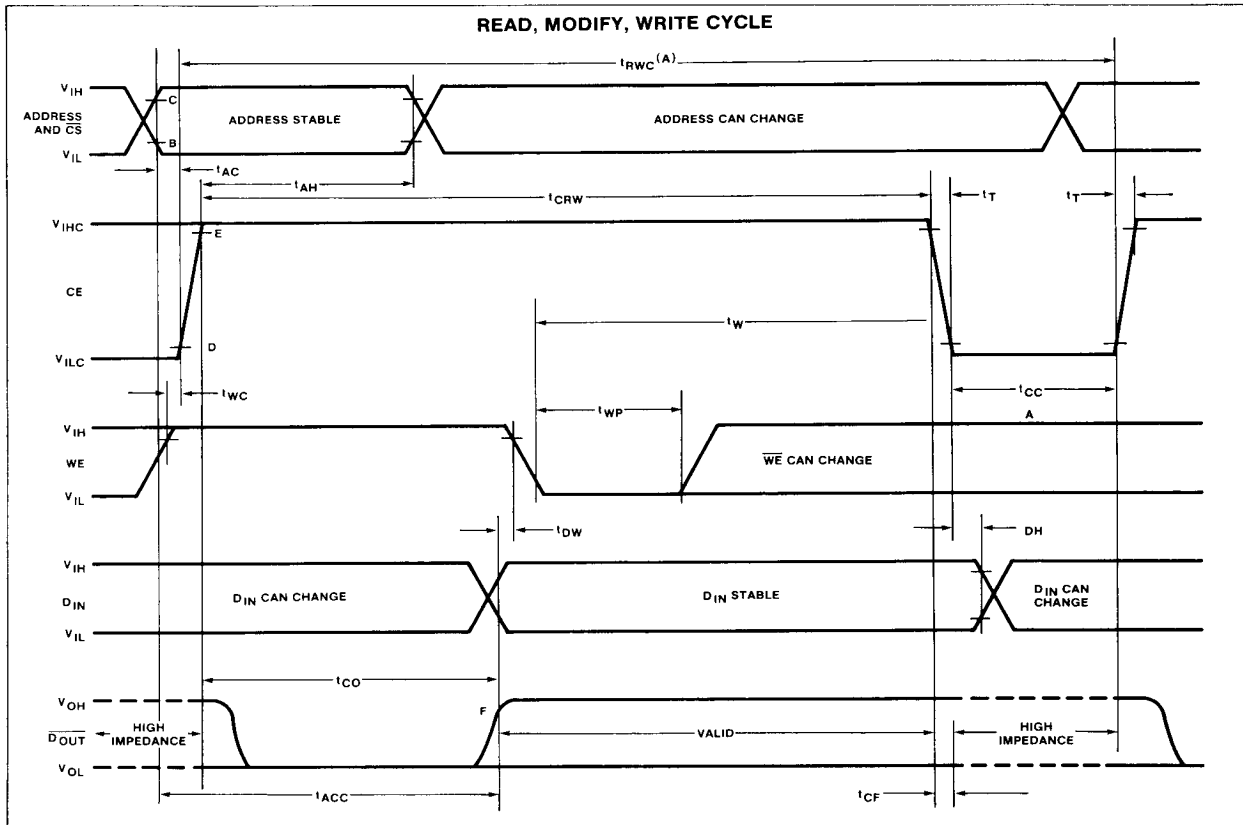 READ, MODIFY, WRITE CYCLE
tRWC(A)
VIH
ADDRESS
AND CS
VIL
C
B
ADDRESS STABLE
ADDRESS CAN CHANGE
tAC
tAH
tCRW
tT
tT
VIHC
CE
VILC
E
D
tW
tCC
tWC
tWP
A
VIH
WE
VIL
WE CAN CHANGE
tDW
DH
VIH
DIN
VIL
DIN CAN CHANGE
DIN STABLE
DIN CAN
CHANGE
tCO
VOH
DOUT
VOL
HIGH
IMPEDANCE
F
VALID
HIGH
IMPEDANCE
tACC
tCF